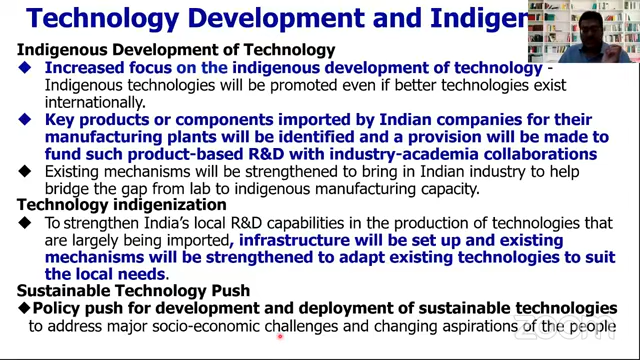 Technology Development and Indigen
Indigenous Development of Technology
Increased focus on the indigenous development of technology -
Indigenous technologies will be promoted even if better technologies exist
internationally.
Key products or components imported by Indian companies for their
manufacturing plants will be identified and a provision will be made to
fund such product-based R&D with industry-academia collaborations
Existing mechanisms will be strengthened to bring in Indian industry to help
bridge the gap from lab to indigenous manufacturing capacity.
Technology indigenization
To strengthen India's local R&D capabilities in the production of technologies that
are largely being imported, infrastructure will be set up and existing
mechanisms will be strengthened to adapt existing technologies to suit
the local needs.
Sustainable Technology Push
Policy push for development and deployment of sustainable technologies
to address major socio-economic challenges and changing aspirations of the people
zoom